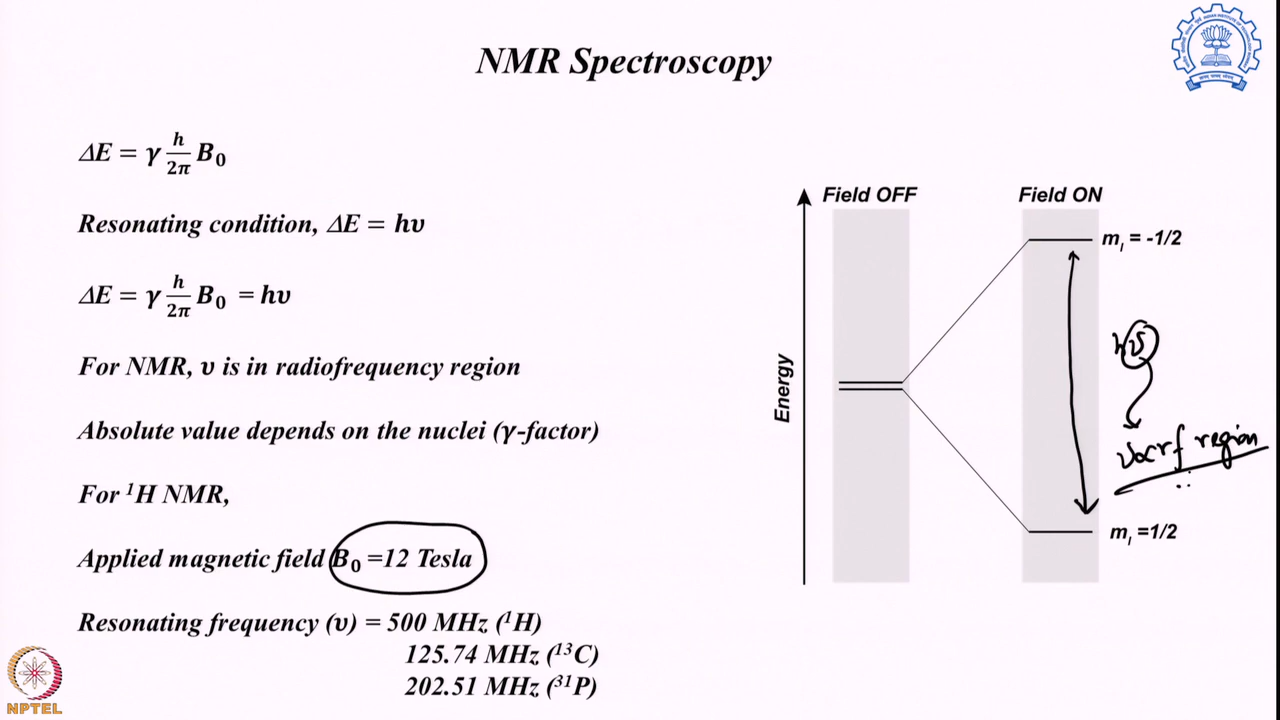 NMR Spectroscopy
ΔE = γ h/2π B₀
Resonating condition, ΔE = hυ
ΔE = γ h/2π B₀ = hυ
For NMR, υ is in radiofrequency region
Absolute value depends on the nuclei (γ-factor)
For ¹H NMR,
Applied magnetic field B₀ =12 Tesla
Resonating frequency (υ) = 500 MHz (¹H)
125.74 MHz (¹³C)
202.51 MHz (³¹P)
Field OFF
Field ON
Energy
mI = -1/2
mI =1/2
hυ
rf region
NPTEL